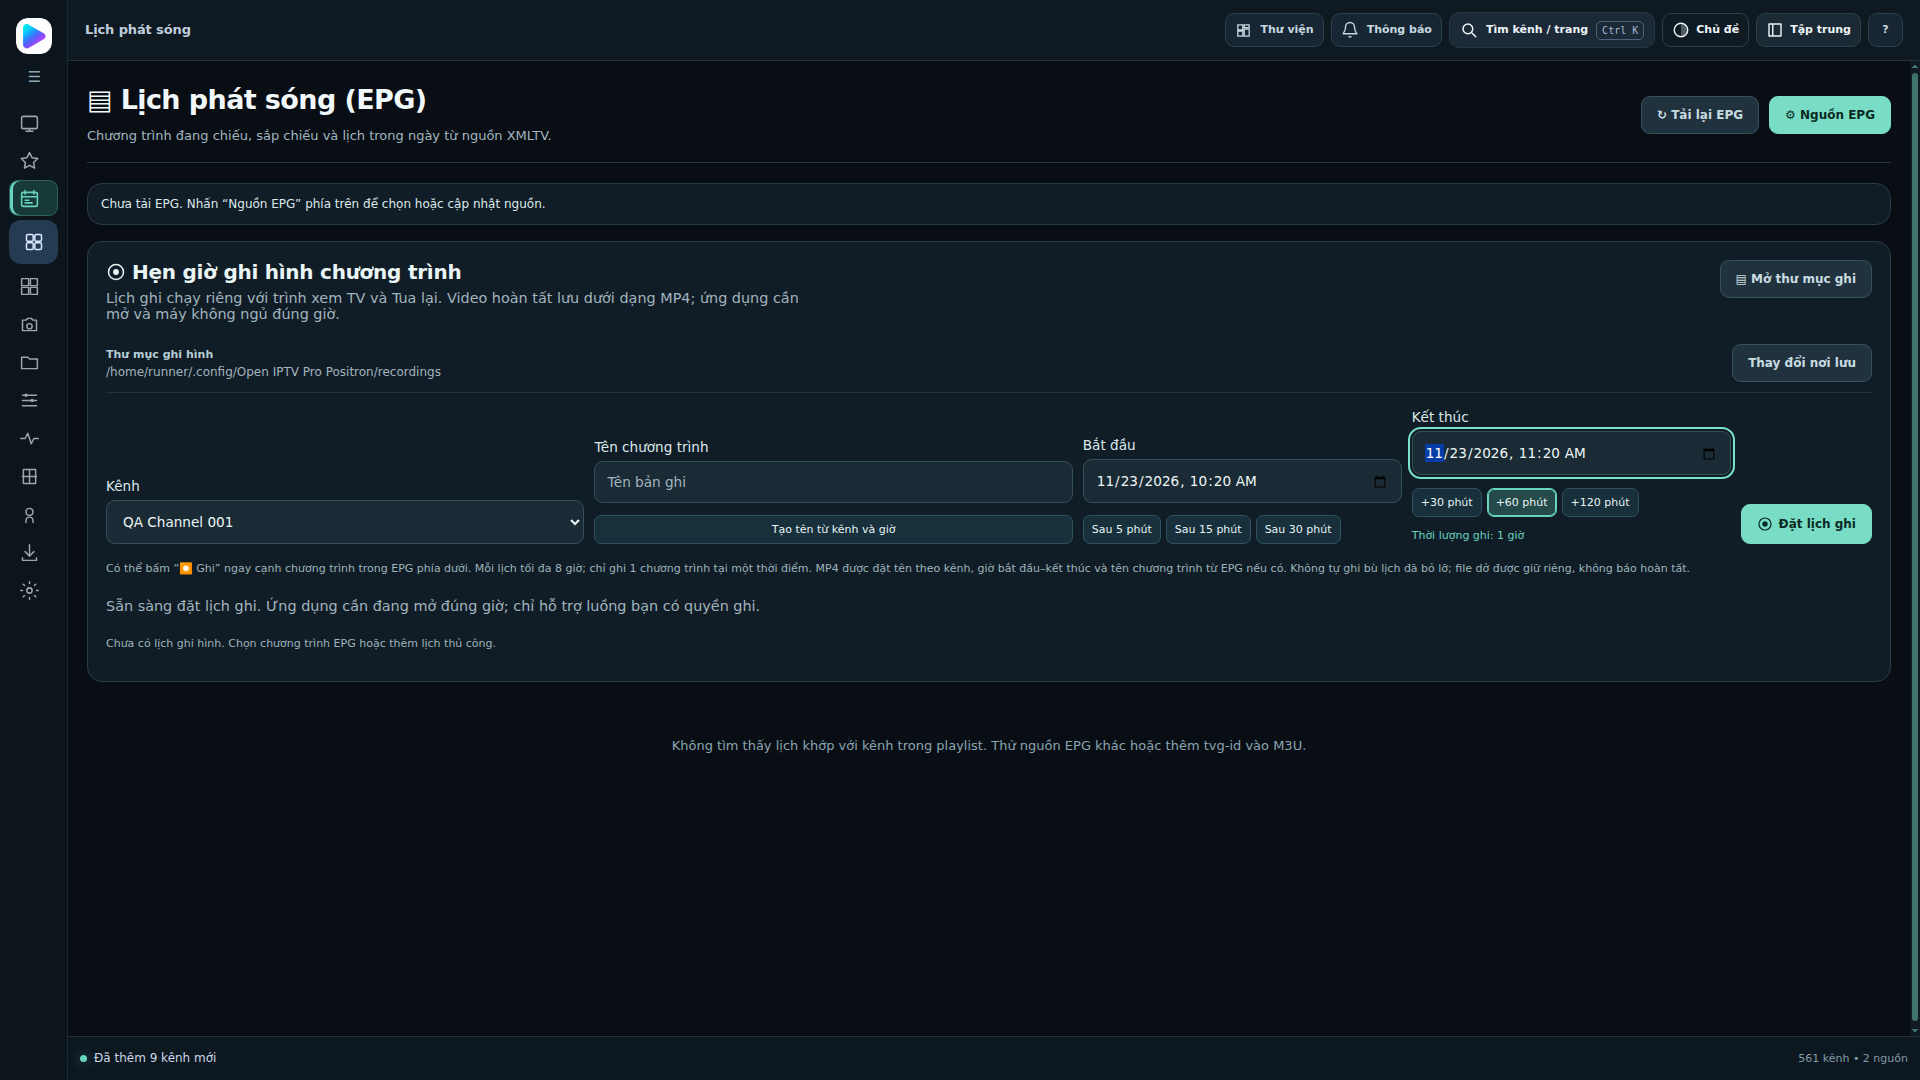 Lịch phát sóng
Thư viện
Thông báo
Tìm kênh / trang Ctrl K
Chủ đề
Tập trung
?
▤ Lịch phát sóng (EPG)
Chương trình đang chiếu, sắp chiếu và lịch trong ngày từ nguồn XMLTV.
↻ Tải lại EPG
⚙ Nguồn EPG
Chưa tải EPG. Nhấn “Nguồn EPG” phía trên để chọn hoặc cập nhật nguồn.
Hẹn giờ ghi hình chương trình
Lịch ghi chạy riêng với trình xem TV và Tua lại. Video hoàn tất lưu dưới dạng MP4; ứng dụng cần
mở và máy không ngủ đúng giờ.
▤ Mở thư mục ghi
Thư mục ghi hình
/home/runner/.config/Open IPTV Pro Positron/recordings
Thay đổi nơi lưu
Kênh
QA Channel 001
Tên chương trình
Tên bản ghi
Tạo tên từ kênh và giờ
Bắt đầu
11/23/2026, 10:20 AM
Sau 5 phút
Sau 15 phút
Sau 30 phút
Kết thúc
11/23/2026, 11:20 AM
+30 phút
+60 phút
+120 phút
Thời lượng ghi: 1 giờ
Đặt lịch ghi
Có thể bấm “⏺ Ghi” ngay cạnh chương trình trong EPG phía dưới. Mỗi lịch tối đa 8 giờ; chỉ ghi 1 chương trình tại một thời điểm. MP4 được đặt tên theo kênh, giờ bắt đầu–kết thúc và tên chương trình từ EPG nếu có. Không tự ghi bù lịch đã bỏ lỡ; file dở được giữ riêng, không báo hoàn tất.
Sẵn sàng đặt lịch ghi. Ứng dụng cần đang mở đúng giờ; chỉ hỗ trợ luồng bạn có quyền ghi.
Chưa có lịch ghi hình. Chọn chương trình EPG hoặc thêm lịch thủ công.
Không tìm thấy lịch khớp với kênh trong playlist. Thử nguồn EPG khác hoặc thêm tvg-id vào M3U.
Đã thêm 9 kênh mới
561 kênh • 2 nguồn